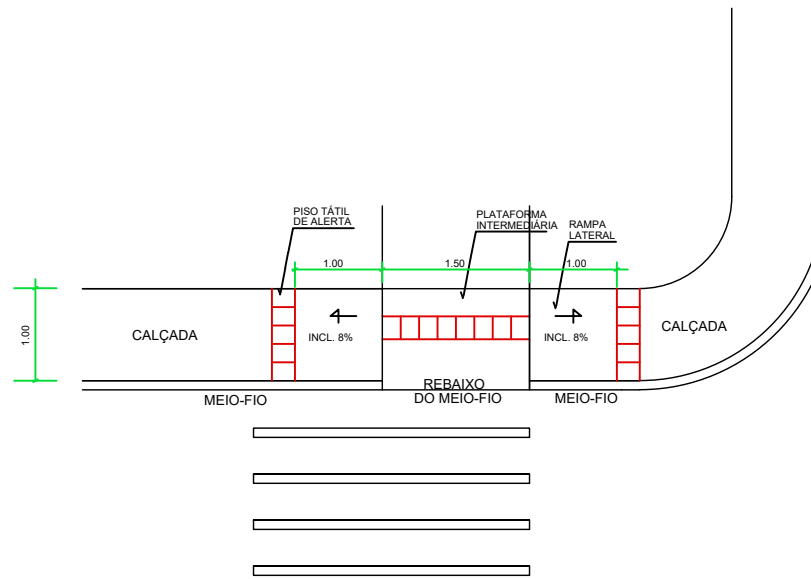 PISO TÁTIL
DE ALERTA
PLATAFORMA
INTERMEDIÁRIA
RAMPA
LATERAL
1.00
1.50
1.00
1.00
CALÇADA
INCL. 8%
INCL. 8%
CALÇADA
MEIO-FIO
REBAIXO
DO MEIO-FIO
MEIO-FIO